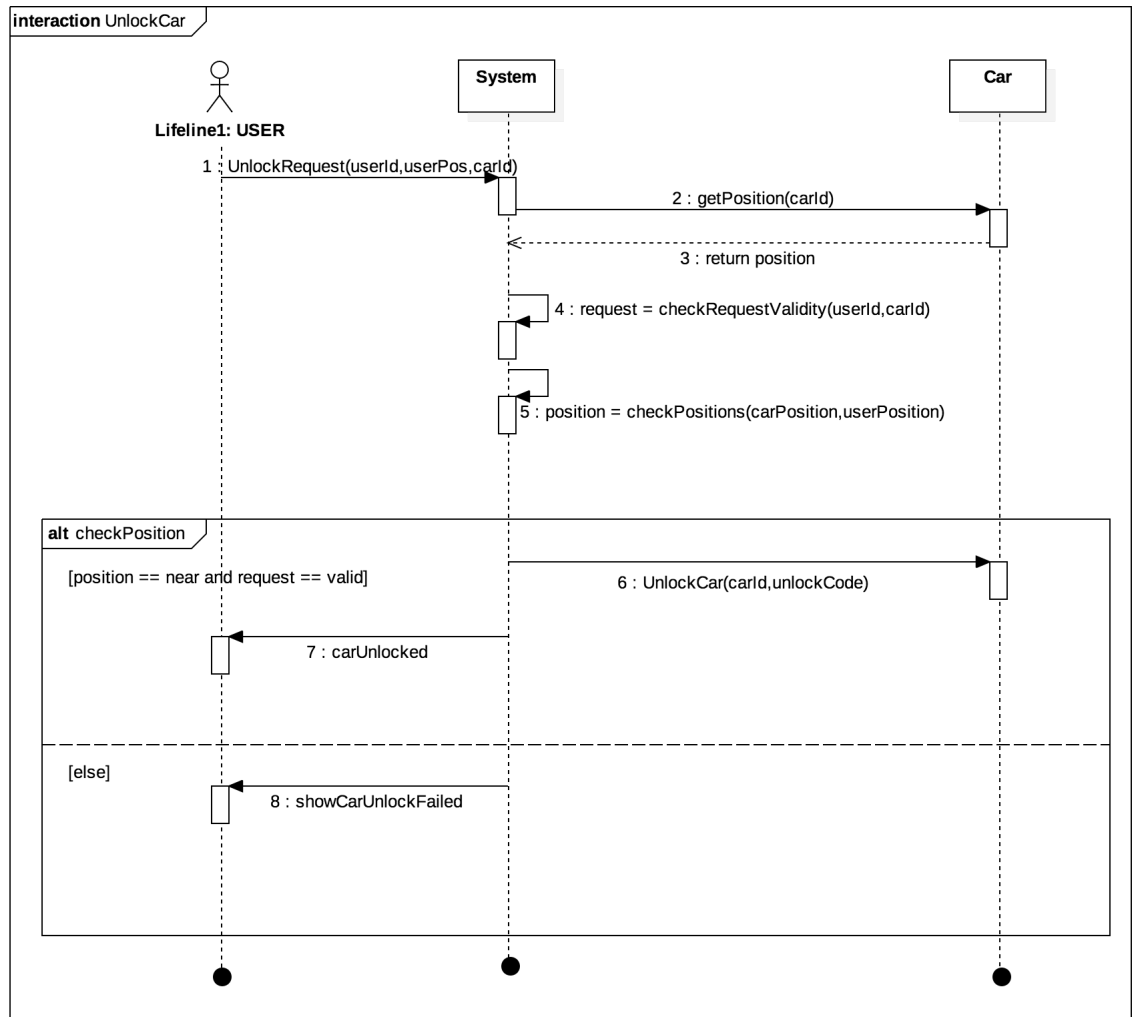 interaction UnlockCar
System
Car
Lifeline1: USER
1 : UnlockRequest(userId,userPos,carId)
2 : getPosition(carId)
3 : return position
4 : request = checkRequestValidity(userId,carId)
5 : position = checkPositions(carPosition,userPosition)
alt checkPosition
[position == near and request == valid]
6 : UnlockCar(carId,unlockCode)
7 : carUnlocked
[else]
8 : showCarUnlockFailed